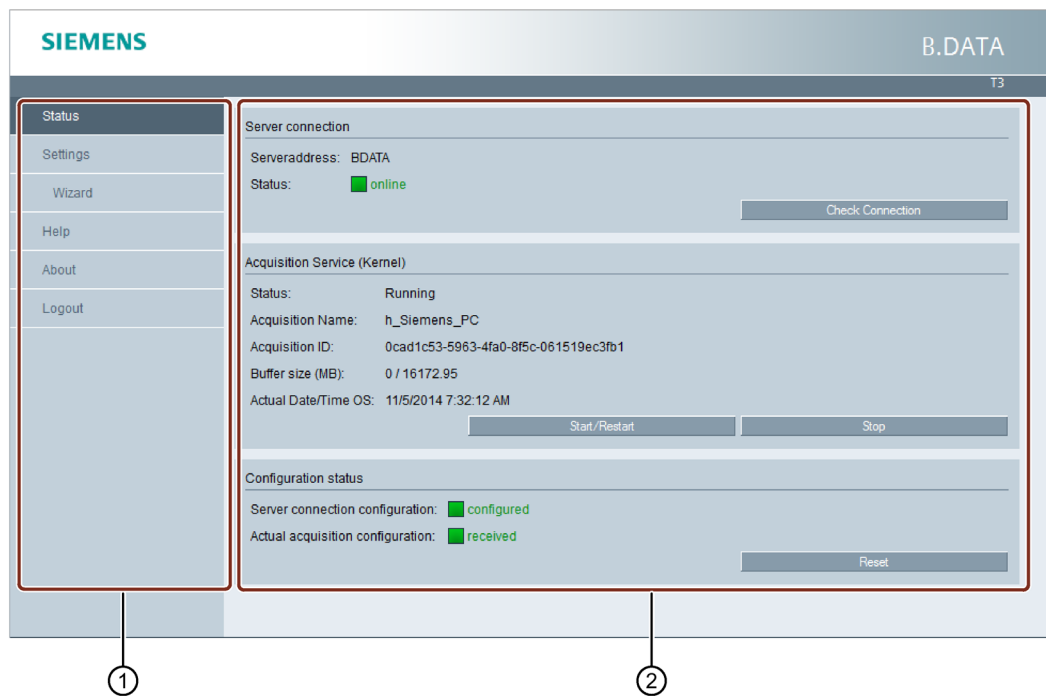 SIEMENS
B.DATA
T3
Status
Settings
Wizard
Help
About
Logout
Server connection
Serveraddress: BDATA
Status: online
Check Connection
Acquisition Service (Kernel)
Status: Running
Acquisition Name: h_Siemens_PC
Acquisition ID: 0cad1c53-5963-4fa0-8f5c-061519ec3fb1
Buffer size (MB): 0 / 16172.95
Actual Date/Time OS: 11/5/2014 7:32:12 AM
Start/Restart Stop
Configuration status
Server connection configuration: configured
Actual acquisition configuration: received
Reset
1 2